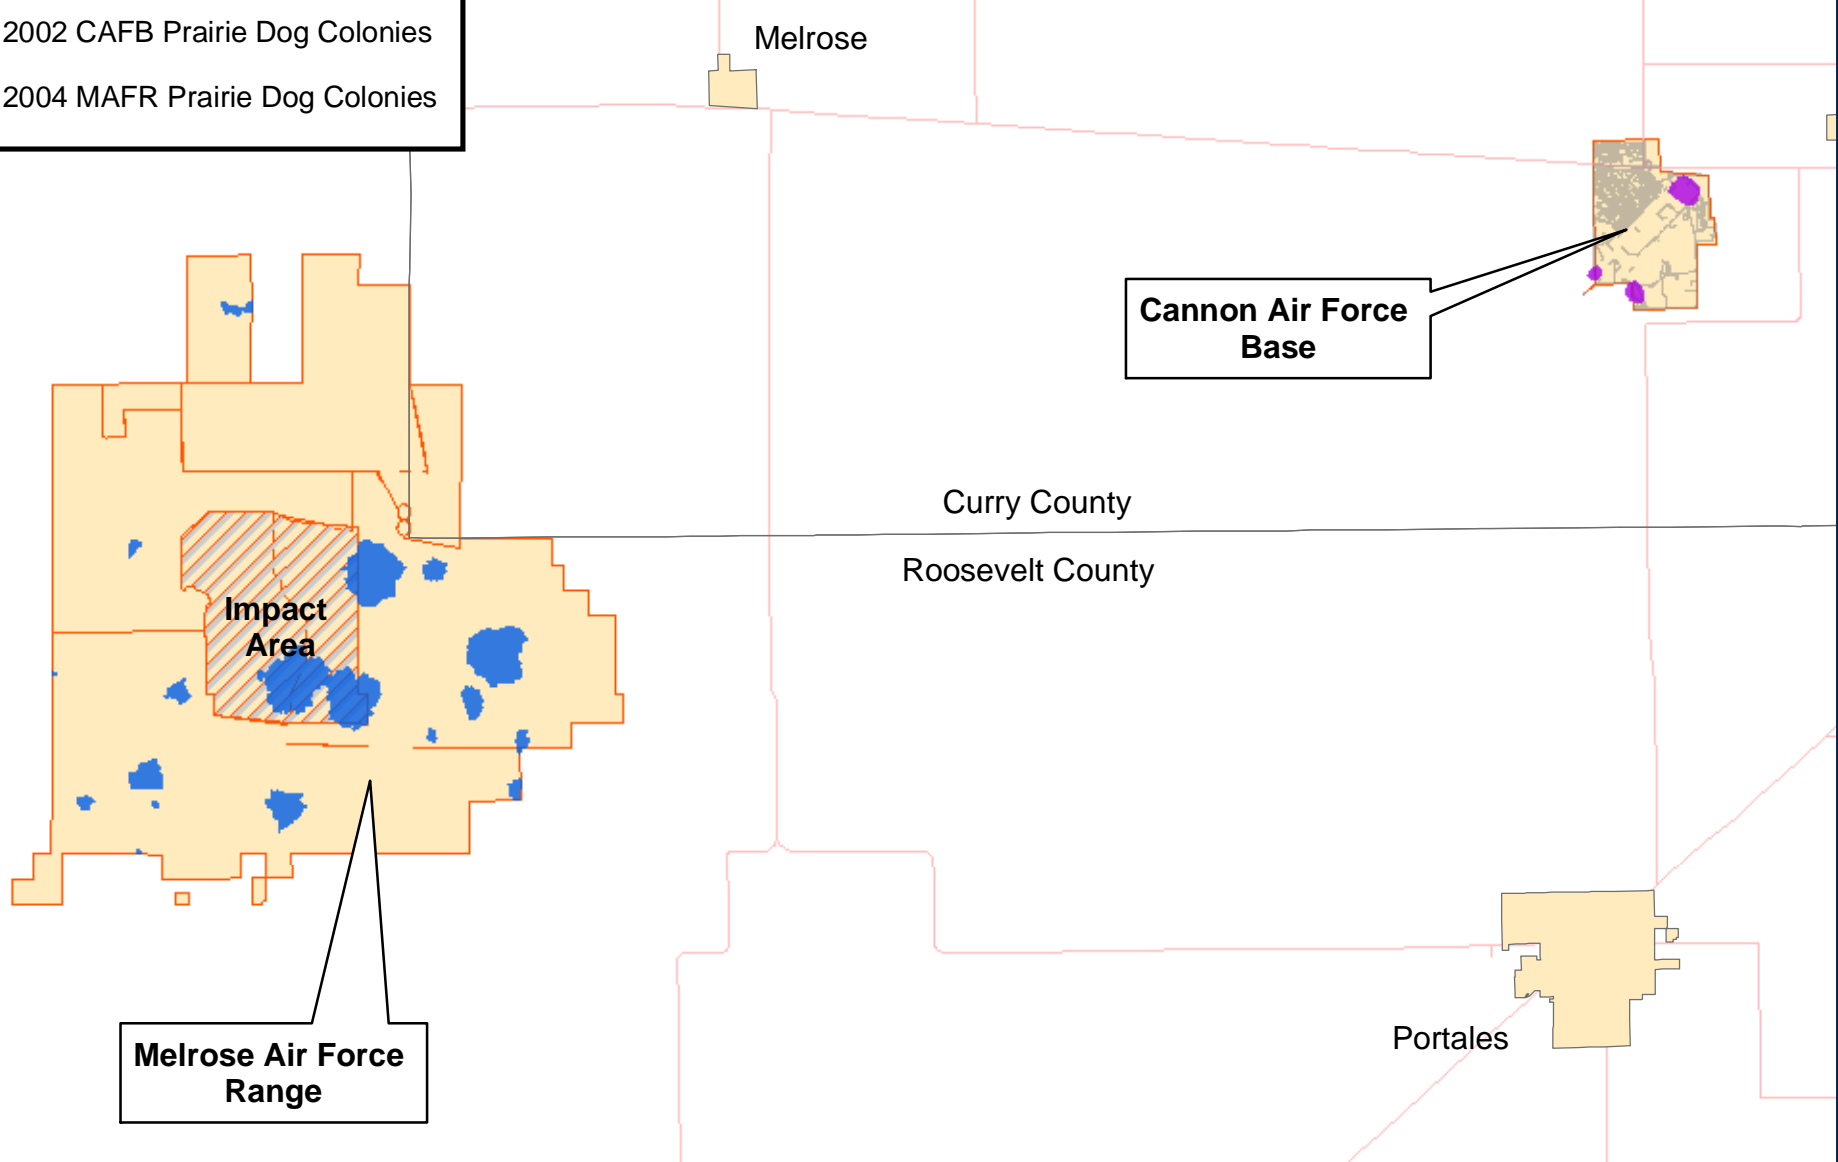 2002 CAFB Prairie Dog Colonies
2004 MAFR Prairie Dog Colonies
Melrose
Cannon Air Force
Base
Curry County
Roosevelt County
Impact
Area
Melrose Air Force
Range
Portales